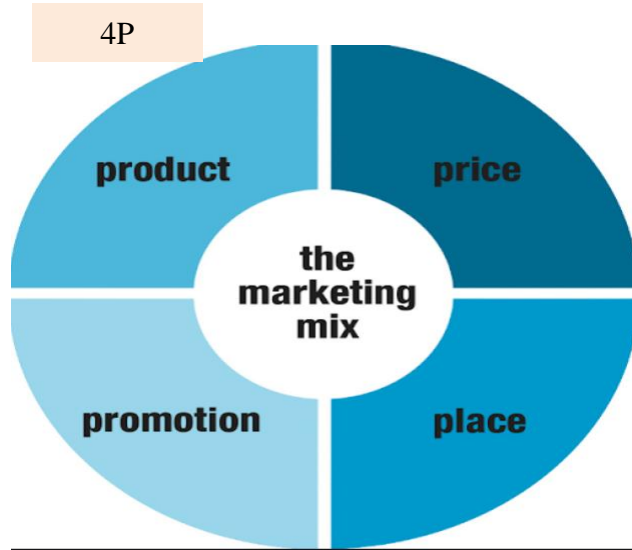 4P
product
price
the
marketing
mix
promotion
place